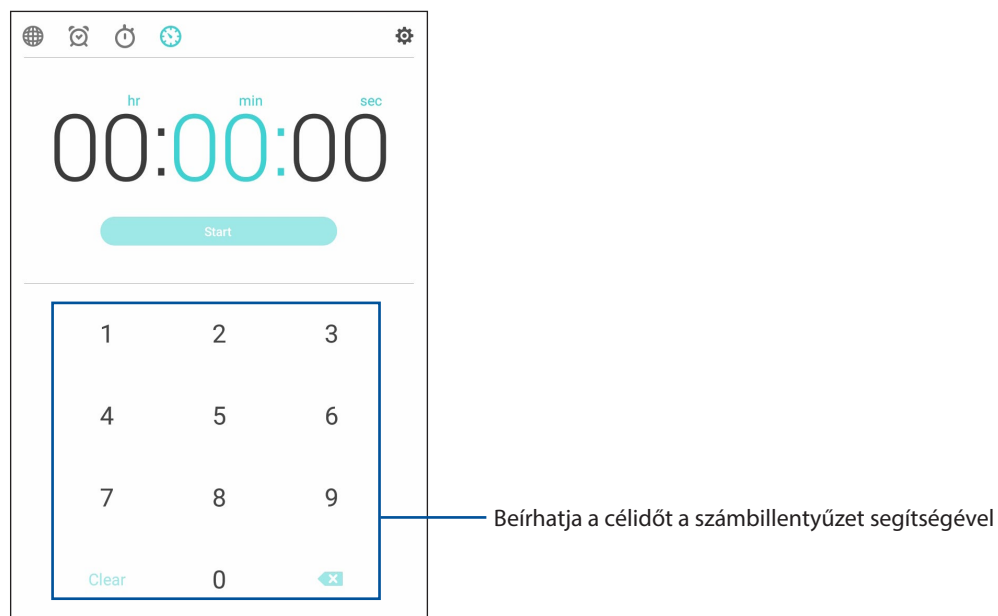 hr min sec
00:00:00
Start
1 2 3
4 5 6
7 8 9
Beírhatja a célidőt a számbillentyűzet segítségével
Clear 0